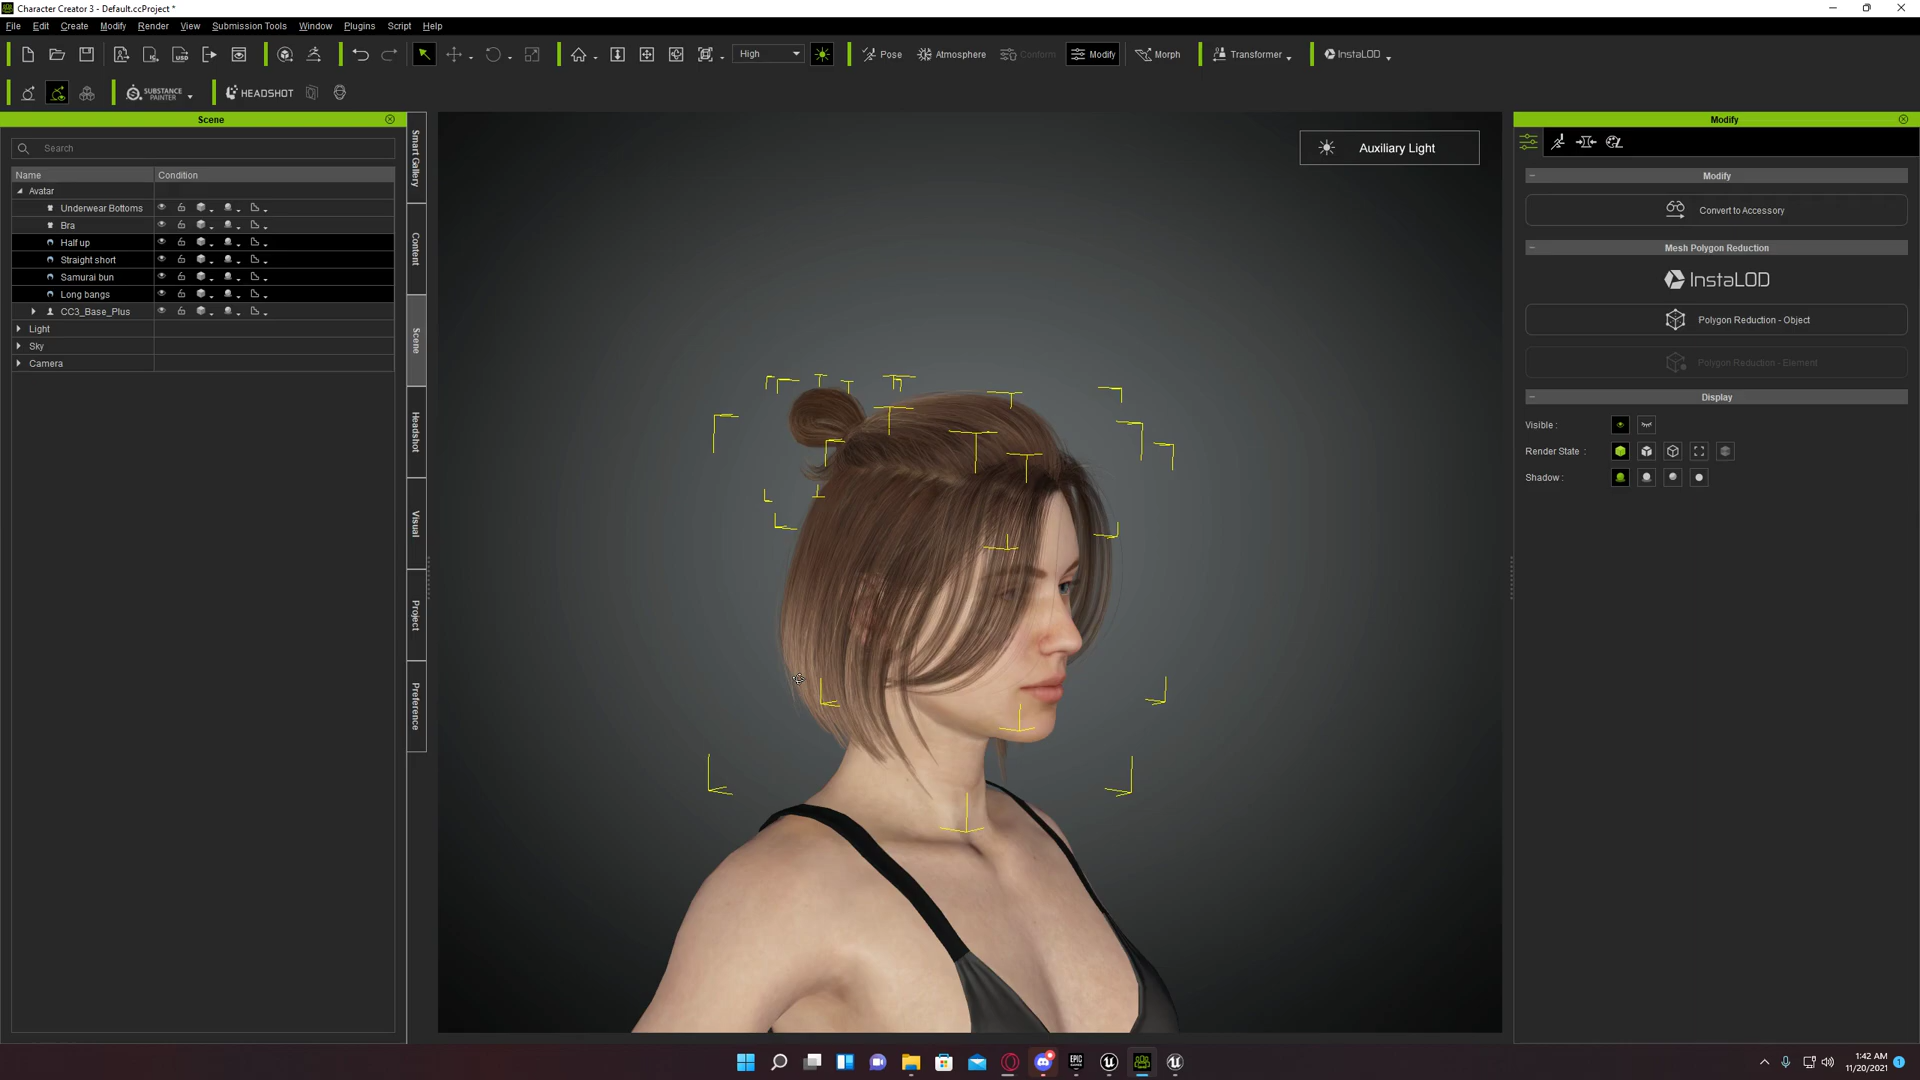 Character Creator 3 - Default.ccProject *
File Edit Create Modify Render View Submission Tools Window Plugins Script Help
High Pose Atmosphere Conform Modify Morph Transformer InstaLOD
SUBSTANCE PAINTER HEADSHOT
Scene
Search
Name Condition
Avatar
Underwear Bottoms
Bra
Half up
Straight short
Samurai bun
Long bangs
CC3_Base_Plus
Light
Sky
Camera
Smart Gallery
Content
Scene
Headshot
Visual
Project
Preference
Auxiliary Light
Modify
Modify
Convert to Accessory
Mesh Polygon Reduction
InstaLOD
Polygon Reduction - Object
Polygon Reduction - Element
Display
Visible :
Render State :
Shadow :
EPIC
1:42 AM
11/20/2021
1